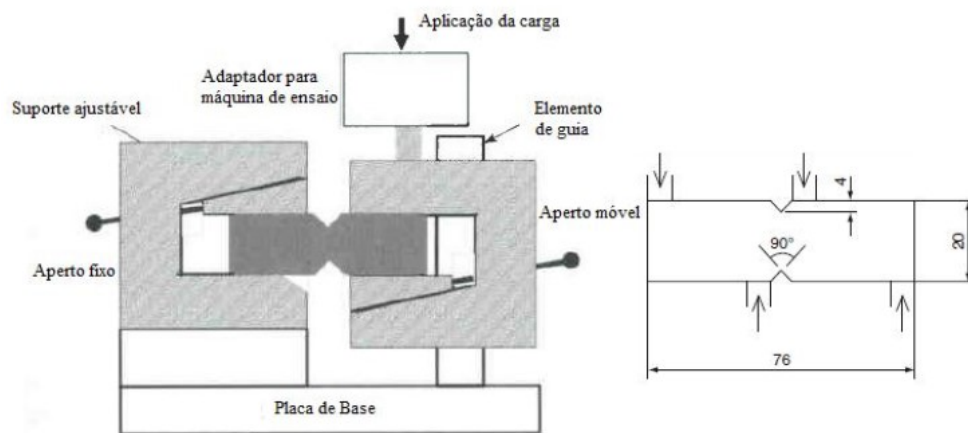 Aplicação da carga
Adaptador para
máquina de ensaio
Suporte ajustável
Elemento
de guia
Aperto móvel
Aperto fixo
Placa de Base
4
90°
20
76